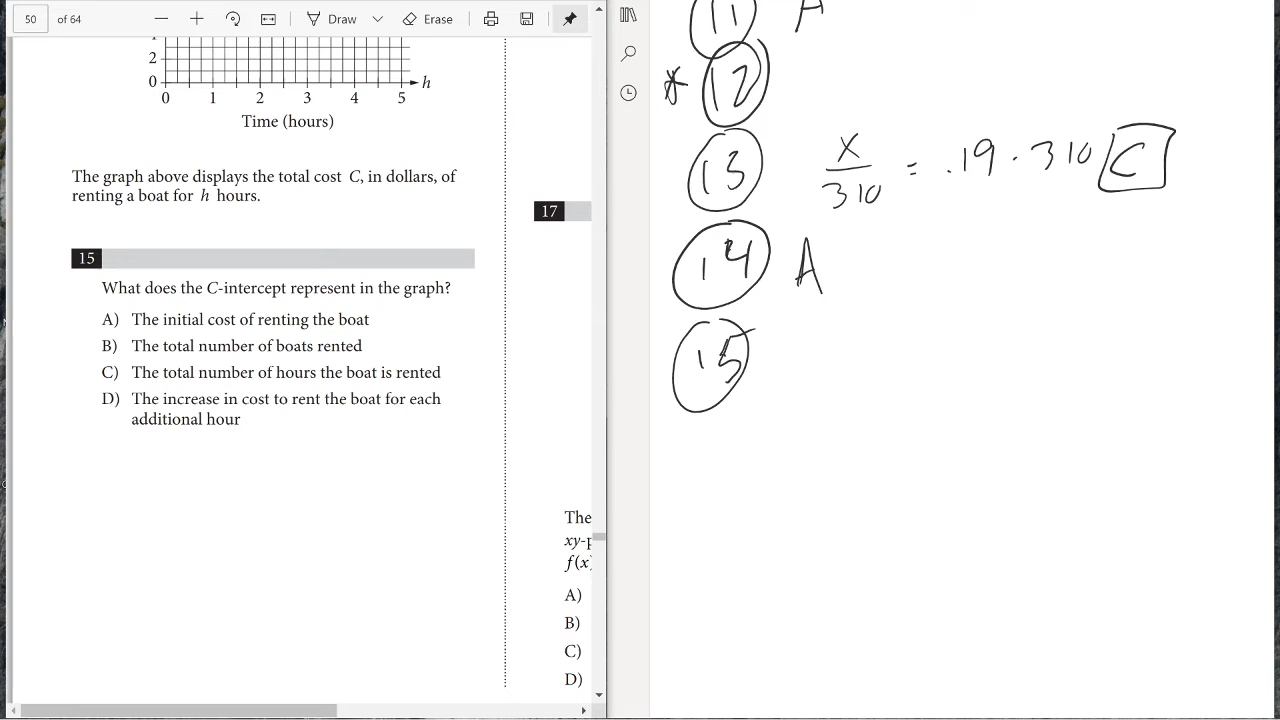 50 of 64
Draw
Erase
2
0
0 1 2 3 4 5 h
Time (hours)
The graph above displays the total cost C, in dollars, of
renting a boat for h hours.
15
What does the C-intercept represent in the graph?
A) The initial cost of renting the boat
B) The total number of boats rented
C) The total number of hours the boat is rented
D) The increase in cost to rent the boat for each
additional hour
17
The
xy-p
f(x)
A)
B)
C)
D)
11 A
* 12
13 x/310 = .19 · 310 C
14 A
15